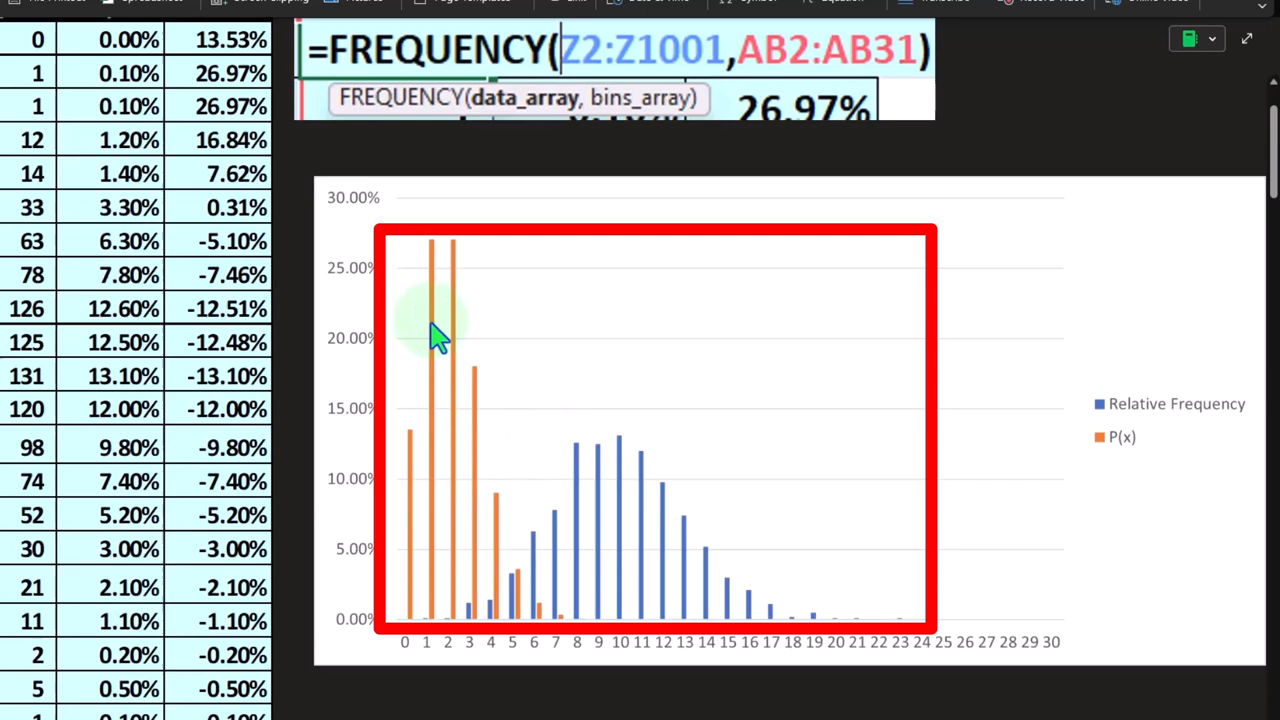 0 0.00% 13.53%
1 0.10% 26.97%
1 0.10% 26.97%
12 1.20% 16.84%
14 1.40% 7.62%
33 3.30% 0.31%
63 6.30% -5.10%
78 7.80% -7.46%
126 12.60% -12.51%
125 12.50% -12.48%
131 13.10% -13.10%
120 12.00% -12.00%
98 9.80% -9.80%
74 7.40% -7.40%
52 5.20% -5.20%
30 3.00% -3.00%
21 2.10% -2.10%
11 1.10% -1.10%
2 0.20% -0.20%
5 0.50% -0.50%
=FREQUENCY(Z2:Z1001,AB2:AB31)
FREQUENCY(data_array, bins_array)
26.97%
30.00%
25.00%
20.00%
15.00%
10.00%
5.00%
0.00%
0 1 2 3 4 5 6 7 8 9 10 11 12 13 14 15 16 17 18 19 20 21 22 23 24 25 26 27 28 29 30
Relative Frequency
P(x)